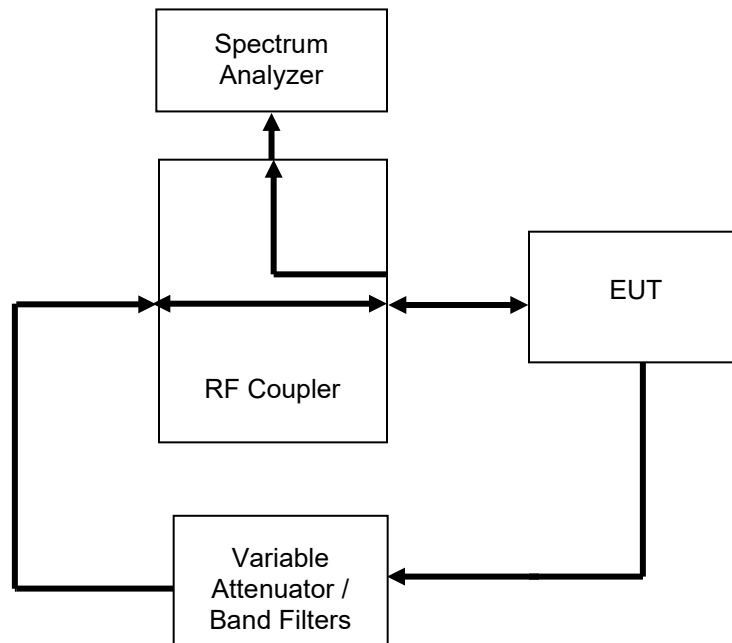 Spectrum
Analyzer
EUT
RF Coupler
Variable
Attenuator /
Band Filters